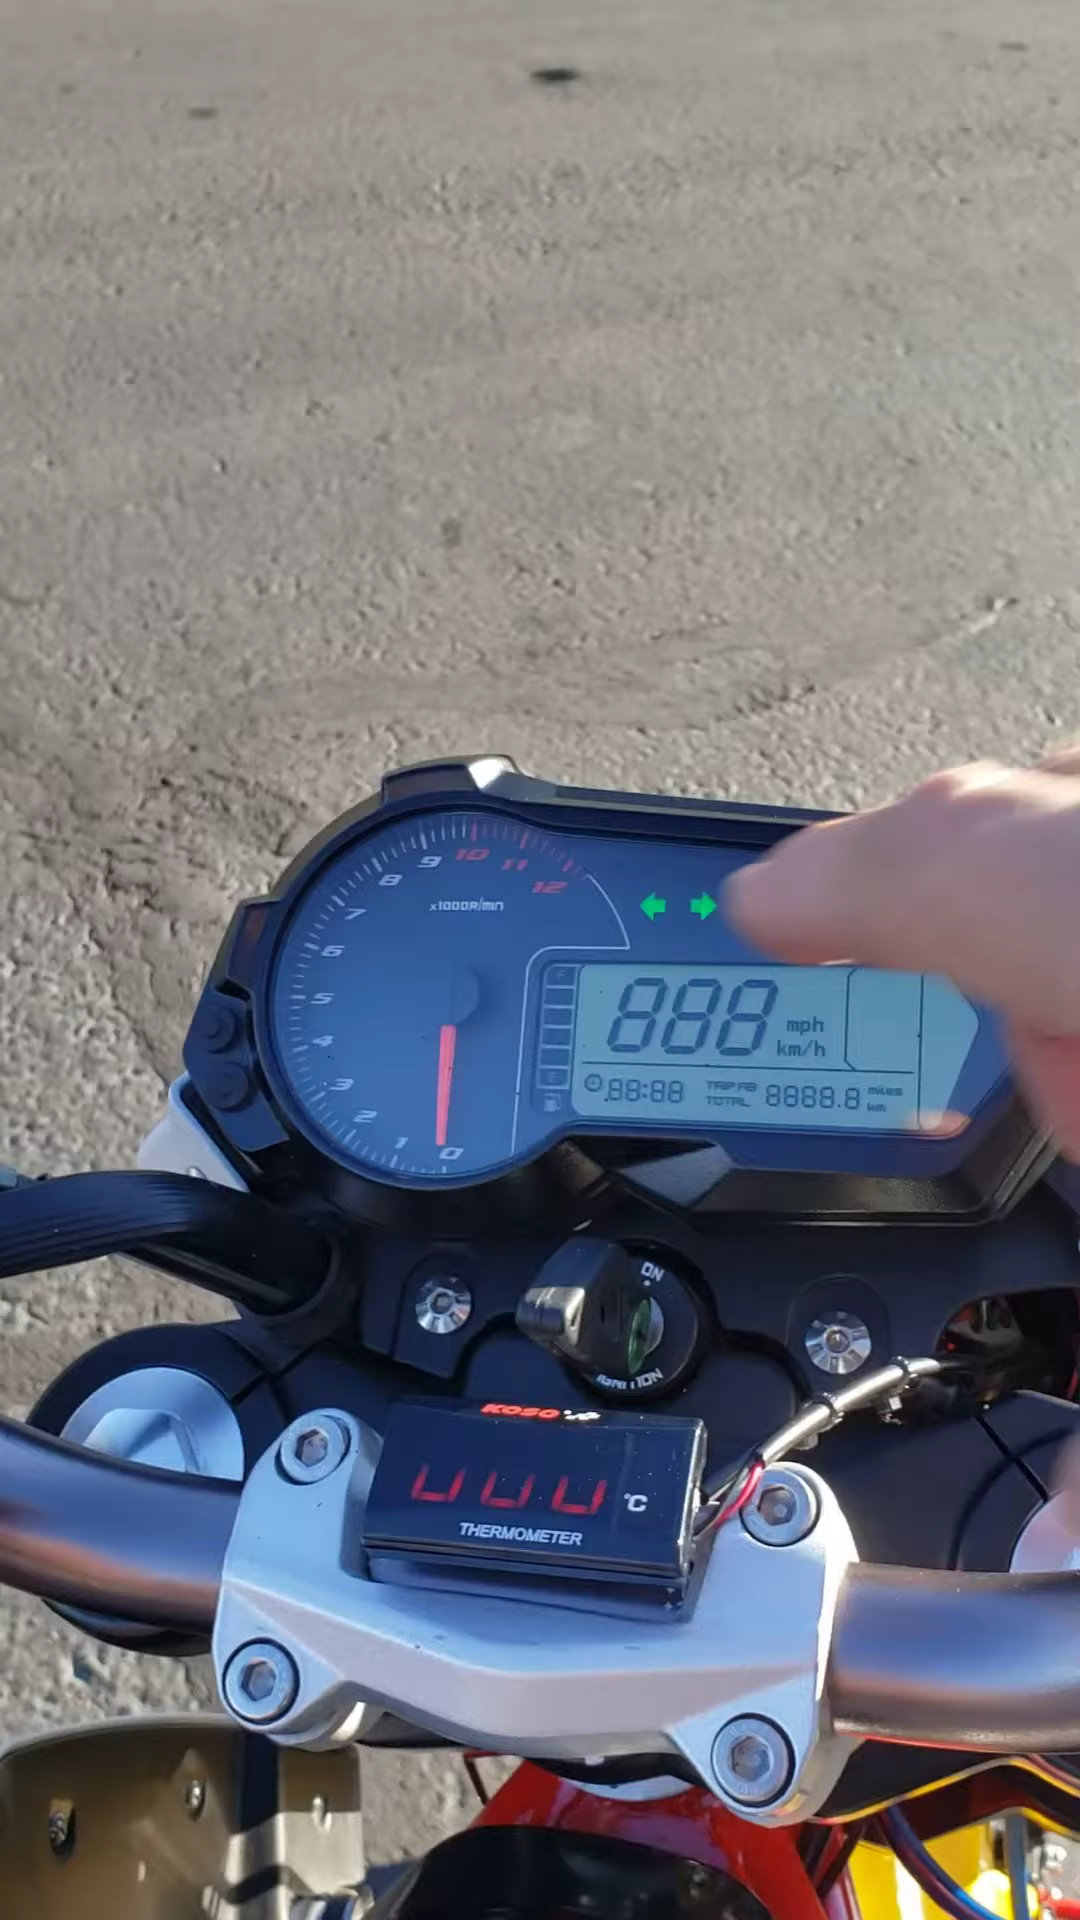 9 10 11
8 12
x1000R/min
7
6
5
4
3
2
1
0
888 mph
km/h
88:88 TRIP AB 8888.8 miles
TOTAL km
ON
IGNITION
KOSO
°C
THERMOMETER